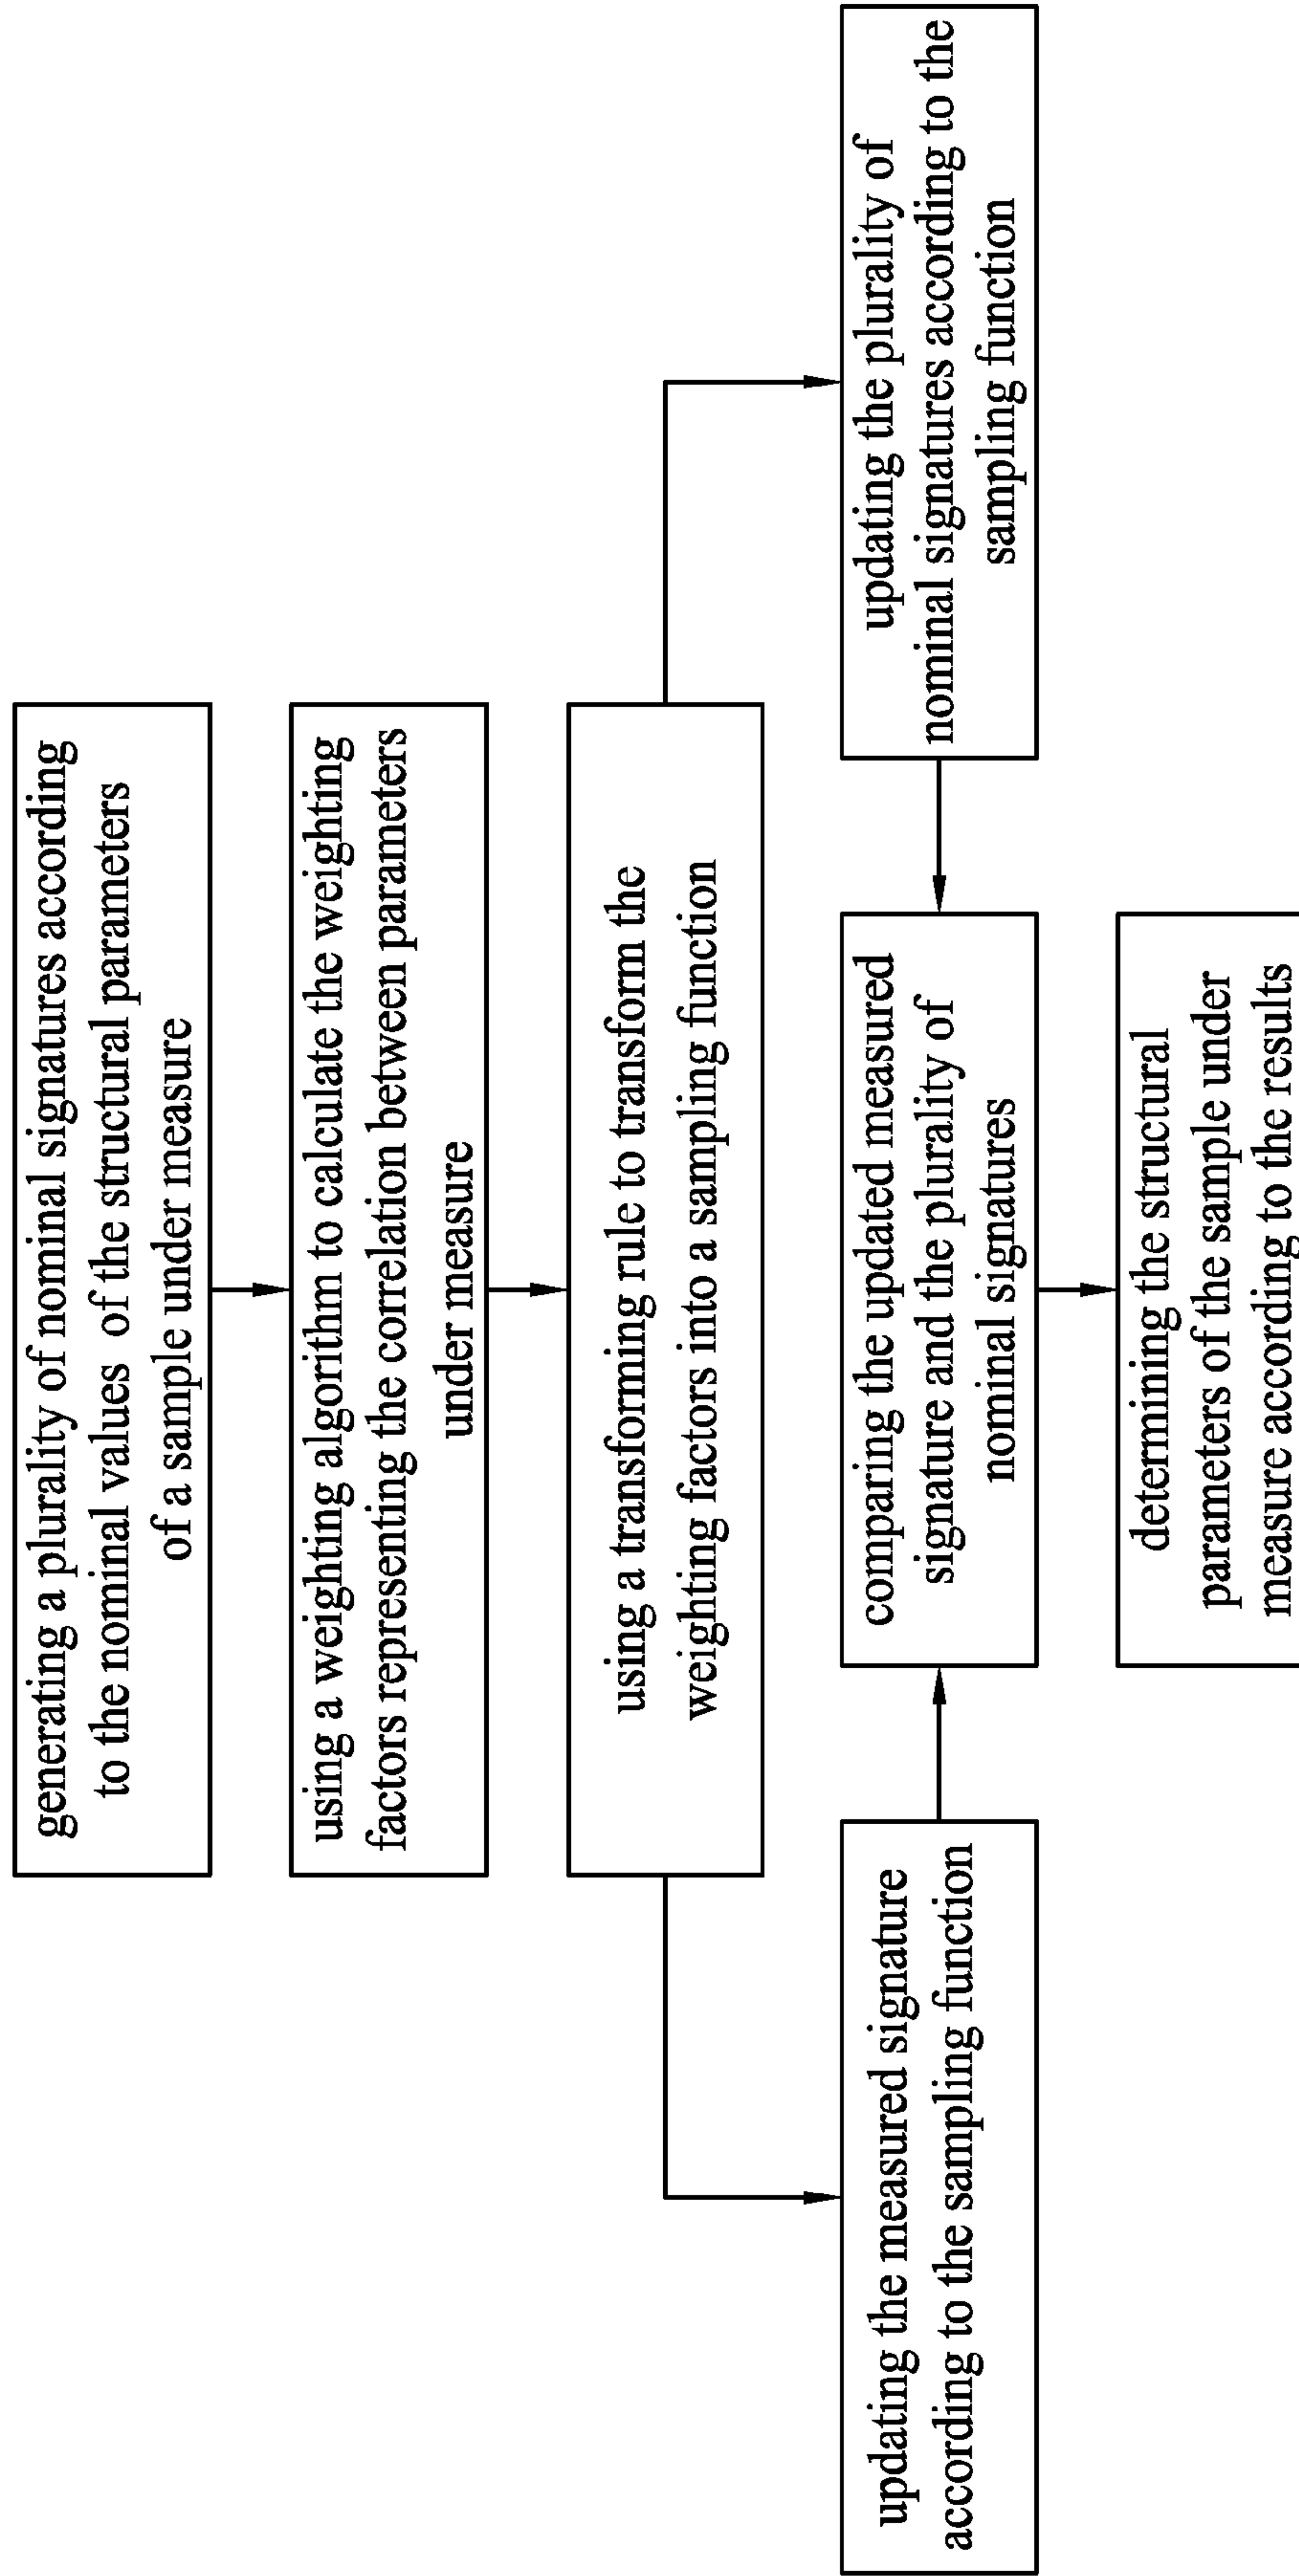 generating a plurality of nominal signatures according
to the nominal values of the structural parameters
of a sample under measure
using a weighting algorithm to calculate the weighting
factors representing the correlation between parameters
under measure
using a transforming rule to transform the
weighting factors into a sampling function
updating the measured signature
according to the sampling function
comparing the updated measured
signature and the plurality of
nominal signatures
updating the plurality of
nominal signatures according to the
sampling function
determining the structural
parameters of the sample under
measure according to the results